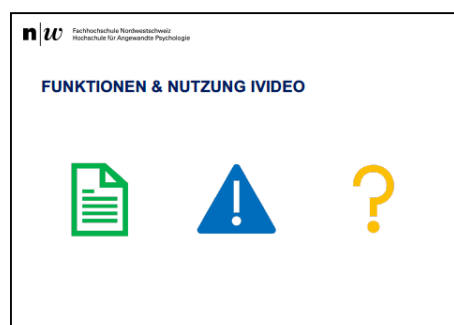 n|w Fachhochschule Nordwestschweiz
Hochschule für Angewandte Psychologie
FUNKTIONEN & NUTZUNG IVIDEO